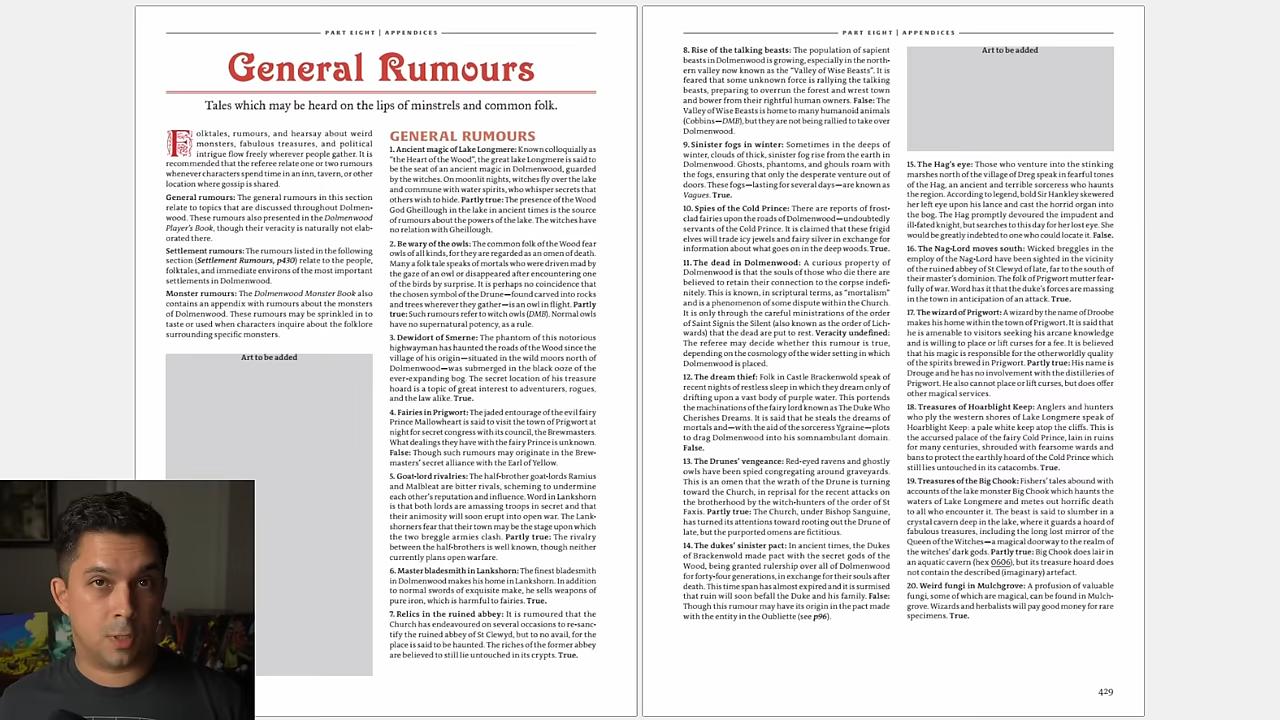 PART EIGHT | APPENDICES
General Rumours
Tales which may be heard on the lips of minstrels and common folk.
Folktales, rumours, and hearsay about weird
monsters, fabulous treasures, and political
intrigue flow freely wherever people gather. It is
recommended that the referee relate one or two rumours
whenever characters spend time in an inn, tavern, or other
location where gossip is shared.
General rumours: The general rumours in this section
relate to topics that are discussed throughout Dolmen-
wood. These rumours also presented in the Dolmenwood
Player's Book, though their veracity is naturally not elab-
orated there.
Settlement rumours: The rumours listed in the following
section (Settlement Rumours, p430) relate to the people,
folktales, and immediate environs of the most important
settlements in Dolmenwood.
Monster rumours: The Dolmenwood Monster Book also
contains an appendix with rumours about the monsters
of Dolmenwood. These rumours may be sprinkled in to
taste or used when characters inquire about the folklore
surrounding specific monsters.
Art to be added
GENERAL RUMOURS
1. Ancient magic of Lake Longmere: Known colloquially as
"the Heart of the Wood", the great lake Longmere is said to
be the seat of an ancient magic in Dolmenwood, guarded
by the witches. On moonlit nights, witches fly over the lake
and commune with water spirits, who whisper secrets that
others wish to hide. Partly true: The presence of the Wood
God Gheillough in the lake in ancient times is the source
of rumours about the powers of the lake. The witches have
no relation with Gheillough.
2. Be wary of the owls: The common folk of the Wood fear
owls of all kinds, for they are regarded as an omen of death.
Many a folk tale speaks of mortals who were driven mad by
the gaze of an owl or disappeared after encountering one
of the birds by surprise. It is perhaps no coincidence that
the chosen symbol of the Drune—found carved into rocks
and trees wherever they gather—is an owl in flight. Partly
true: Such rumours refer to witch owls (DMB). Normal owls
have no supernatural potency, as a rule.
3. Dewidort of Smerne: The phantom of this notorious
highwayman has haunted the roads of the Wood since the
village of his origin—situated in the wild moors north of
Dolmenwood—was submerged in the black ooze of the
ever-expanding bog. The secret location of his treasure
hoard is a topic of great interest to adventurers, rogues,
and the law alike. True.
4. Fairies in Prigwort: The jaded entourage of the evil fairy
Prince Mallowheart is said to visit the town of Prigwort at
night for secret congress with its council, the Brewmasters.
What dealings they have with the fairy Prince is unknown.
False: Though such rumours may originate in the Brew-
masters' secret alliance with the Earl of Yellow.
5. Goat-lord rivalries: The half-brother goat-lords Ramius
and Malbleat are bitter rivals, scheming to undermine
each other's reputation and influence. Word in Lankshorn
is that both lords are amassing troops in secret and that
their animosity will soon erupt into open war. The Lank-
shorners fear that their town may be the stage upon which
the two breggle armies clash. Partly true: The rivalry
between the half-brothers is well known, though neither
currently plans open warfare.
6. Master bladesmith in Lankshorn: The finest bladesmith
in Dolmenwood makes his home in Lankshorn. In addition
to normal swords of exquisite make, he sells weapons of
pure iron, which is harmful to fairies. True.
7. Relics in the ruined abbey: It is rumoured that the
Church has endeavoured on several occasions to re-sanc-
tify the ruined abbey of St Clewyd, but to no avail, for the
place is said to be haunted. The riches of the former abbey
are believed to still lie untouched in its crypts. True.
PART EIGHT | APPENDICES
8. Rise of the talking beasts: The population of sapient
beasts in Dolmenwood is growing, especially in the north-
ern valley now known as the "Valley of Wise Beasts". It is
feared that some unknown force is rallying the talking
beasts, preparing to overrun the forest and wrest town
and bower from their rightful human owners. False: The
Valley of Wise Beasts is home to many humanoid animals
(Cobbins—DMB), but they are not being rallied to take over
Dolmenwood.
9. Sinister fogs in winter: Sometimes in the deeps of
winter, clouds of thick, sinister fog rise from the earth in
Dolmenwood. Ghosts, phantoms, and ghouls roam with
the fogs, ensuring that only the desperate venture out of
doors. These fogs—lasting for several days—are known as
Vagues. True.
10. Spies of the Cold Prince: There are reports of frost-
clad fairies upon the roads of Dolmenwood—undoubtedly
servants of the Cold Prince. It is claimed that these frigid
elves will trade icy jewels and fairy silver in exchange for
information about what goes on in the deep woods. True.
11. The dead in Dolmenwood: A curious property of
Dolmenwood is that the souls of those who die there are
believed to retain their connection to the corpse indefi-
nitely. This is known, in scriptural terms, as "mortalism"
and is a phenomenon of some dispute within the Church.
It is only through the careful ministrations of the order
of Saint Signis the Silent (also known as the order of Lich-
wards) that the dead are put to rest. Veracity undefined:
The referee may decide whether this rumour is true,
depending on the cosmology of the wider setting in which
Dolmenwood is placed.
12. The dream thief: Folk in Castle Brackenwold speak of
recent nights of restless sleep in which they dream only of
drifting upon a vast body of purple water. This portends
the machinations of the fairy lord known as The Duke Who
Cherishes Dreams. It is said that he steals the dreams of
mortals and—with the aid of the sorceress Ygraine—plots
to drag Dolmenwood into his somnambulant domain.
False.
13. The Drunes' vengeance: Red-eyed ravens and ghostly
owls have been spied congregating around graveyards.
This is an omen that the wrath of the Drune is turning
toward the Church, in reprisal for the recent attacks on
the brotherhood by the witch-hunters of the order of St
Faxis. Partly true: The Church, under Bishop Sanguine,
has turned its attentions toward rooting out the Drune of
late, but the purported omens are fictitious.
14. The dukes' sinister pact: In ancient times, the Dukes
of Brackenwold made pact with the secret gods of the
Wood, being granted rulership over all of Dolmenwood
for forty-four generations, in exchange for their souls after
death. This time span has almost expired and it is surmised
that ruin will soon befall the Duke and his family. False:
Though this rumour may have its origin in the pact made
with the entity in the Oubliette (see p96).
Art to be added
15. The Hag's eye: Those who venture into the stinking
marshes north of the village of Dreg speak in fearful tones
of the Hag, an ancient and terrible sorceress who haunts
the region. According to legend, bold Sir Hankley skewered
her left eye upon his lance and cast the horrid organ into
the bog. The Hag promptly devoured the impudent and
ill-fated knight, but searches to this day for her lost eye. She
would be greatly indebted to one who could locate it. False.
16. The Nag-Lord moves south: Wicked breggles in the
employ of the Nag-Lord have been sighted in the vicinity
of the ruined abbey of St Clewyd of late, far to the south of
their master's dominion. The folk of Prigwort mutter fear-
fully of war. Word has it that the duke's forces are massing
in the town in anticipation of an attack. True.
17. The wizard of Prigwort: A wizard by the name of Droobe
makes his home within the town of Prigwort. It is said that
he is amenable to visitors seeking his arcane knowledge
and is willing to place or lift curses for a fee. It is believed
that his magic is responsible for the otherworldly quality
of the spirits brewed in Prigwort. Partly true: His name is
Drouge and he has no involvement with the distilleries of
Prigwort. He also cannot place or lift curses, but does offer
other magical services.
18. Treasures of Hoarblight Keep: Anglers and hunters
who ply the western shores of Lake Longmere speak of
Hoarblight Keep: a pale white keep atop the cliffs. This is
the accursed palace of the fairy Cold Prince, lain in ruins
for many centuries, shrouded with fearsome wards and
bans to protect the earthly hoard of the Cold Prince which
still lies untouched in its catacombs. True.
19. Treasures of the Big Chook: Fishers' tales abound with
accounts of the lake monster Big Chook which haunts the
waters of Lake Longmere and metes out horrific death
to all who encounter it. The beast is said to slumber in a
crystal cavern deep in the lake, where it guards a hoard of
fabulous treasures, including the long lost mirror of the
Queen of the Witches—a magical doorway to the realm of
the witches' dark gods. Partly true: Big Chook does lair in
an aquatic cavern (hex 0606), but its treasure hoard does
not contain the described (imaginary) artefact.
20. Weird fungi in Mulchgrove: A profusion of valuable
fungi, some of which are magical, can be found in Mulch-
grove. Wizards and herbalists will pay good money for rare
specimens. True.
429